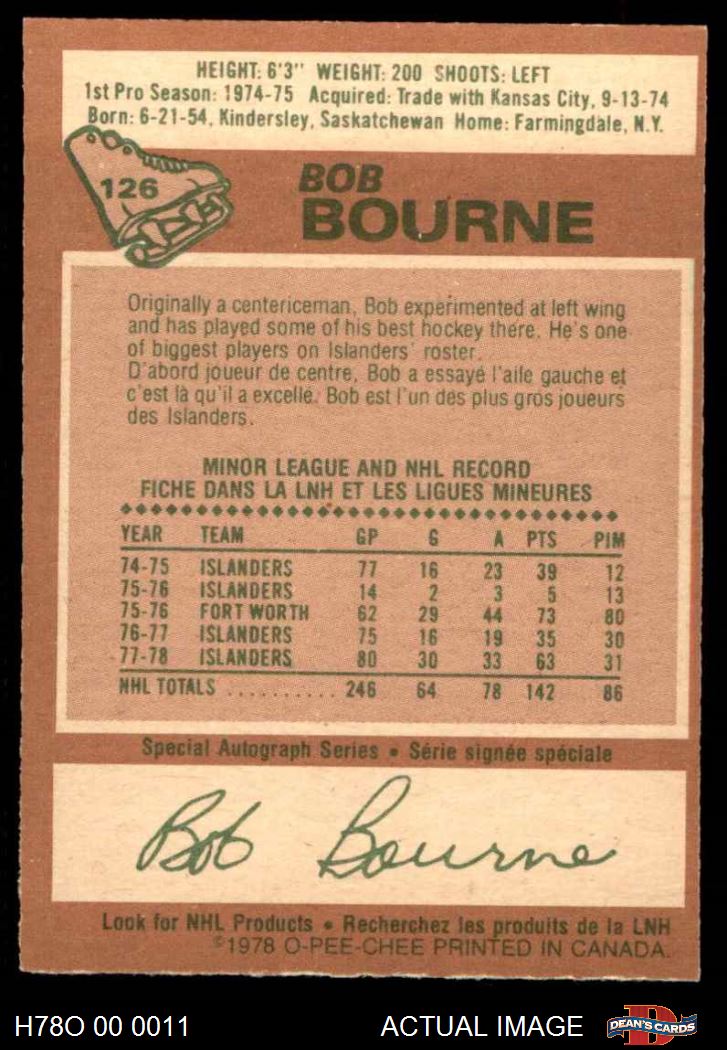 HEIGHT: 6'3" WEIGHT: 200 SHOOTS: LEFT
1st Pro Season: 1974-75 Acquired: Trade with Kansas City, 9-13-74
Born: 6-21-54, Kindersley, Saskatchewan Home: Farmingdale, N.Y.
126
BOB
BOURNE
Originally a centericeman, Bob experimented at left wing
and has played some of his best hockey there. He's one
of biggest players on Islanders' roster.
D'abord joueur de centre, Bob a essayé l'aile gauche et
c'est là qu'il a excellé. Bob est l'un des plus gros joueurs
des Islanders.
MINOR LEAGUE AND NHL RECORD
FICHE DANS LA LNH ET LES LIGUES MINEURES
YEAR TEAM GP G A PTS PIM
74-75 ISLANDERS 77 16 23 39 12
75-76 ISLANDERS 14 2 3 5 13
75-76 FORT WORTH 62 29 44 73 80
76-77 ISLANDERS 75 16 19 35 30
77-78 ISLANDERS 80 30 33 63 31
NHL TOTALS .......... 246 64 78 142 86
Special Autograph Series • Série signée spéciale
Bob Bourne
Look for NHL Products • Recherchez les produits de la LNH
©1978 O-PEE-CHEE PRINTED IN CANADA.
H78O 00 0011 ACTUAL IMAGE D DEAN'S CARDS